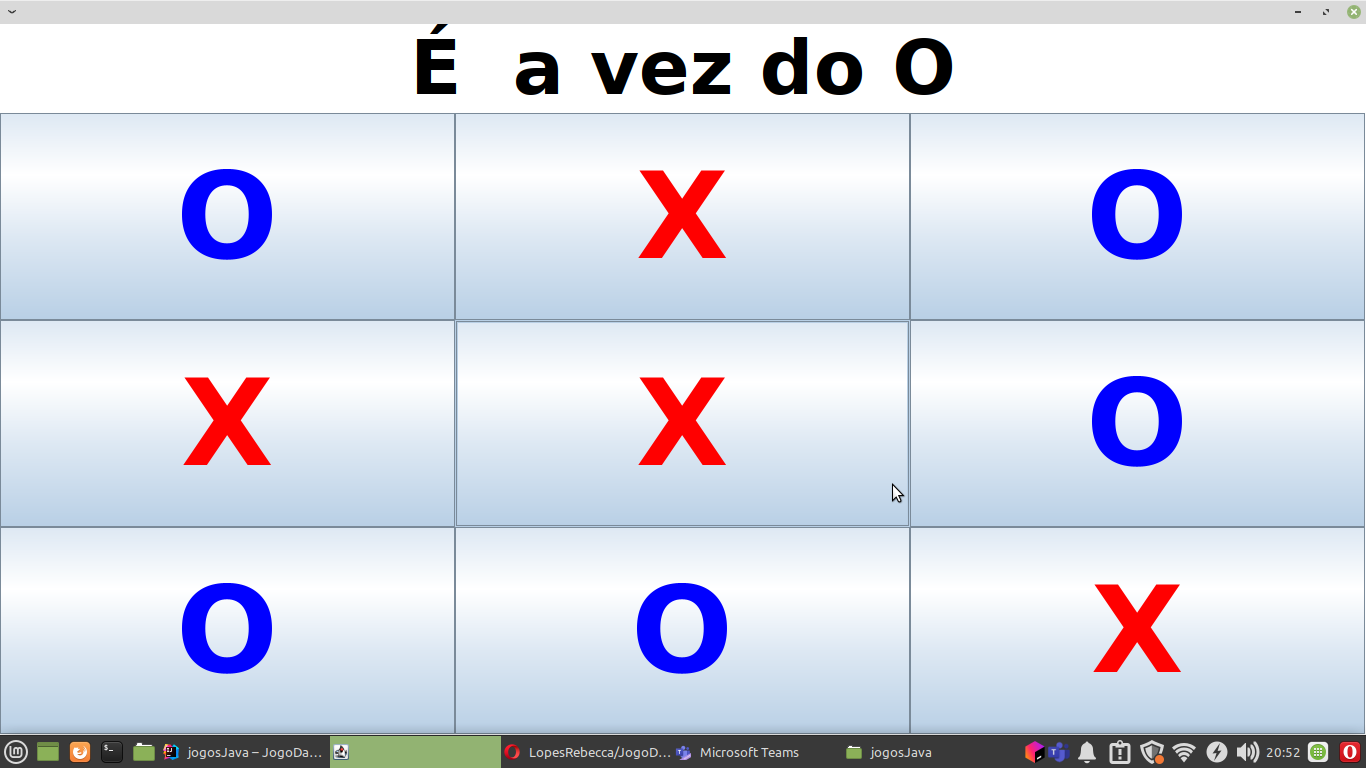 É  a vez do O
O X O
X X O
O O X
jogosJava – JogoDa... LopesRebecca/JogoD... Microsoft Teams jogosJava 20:52